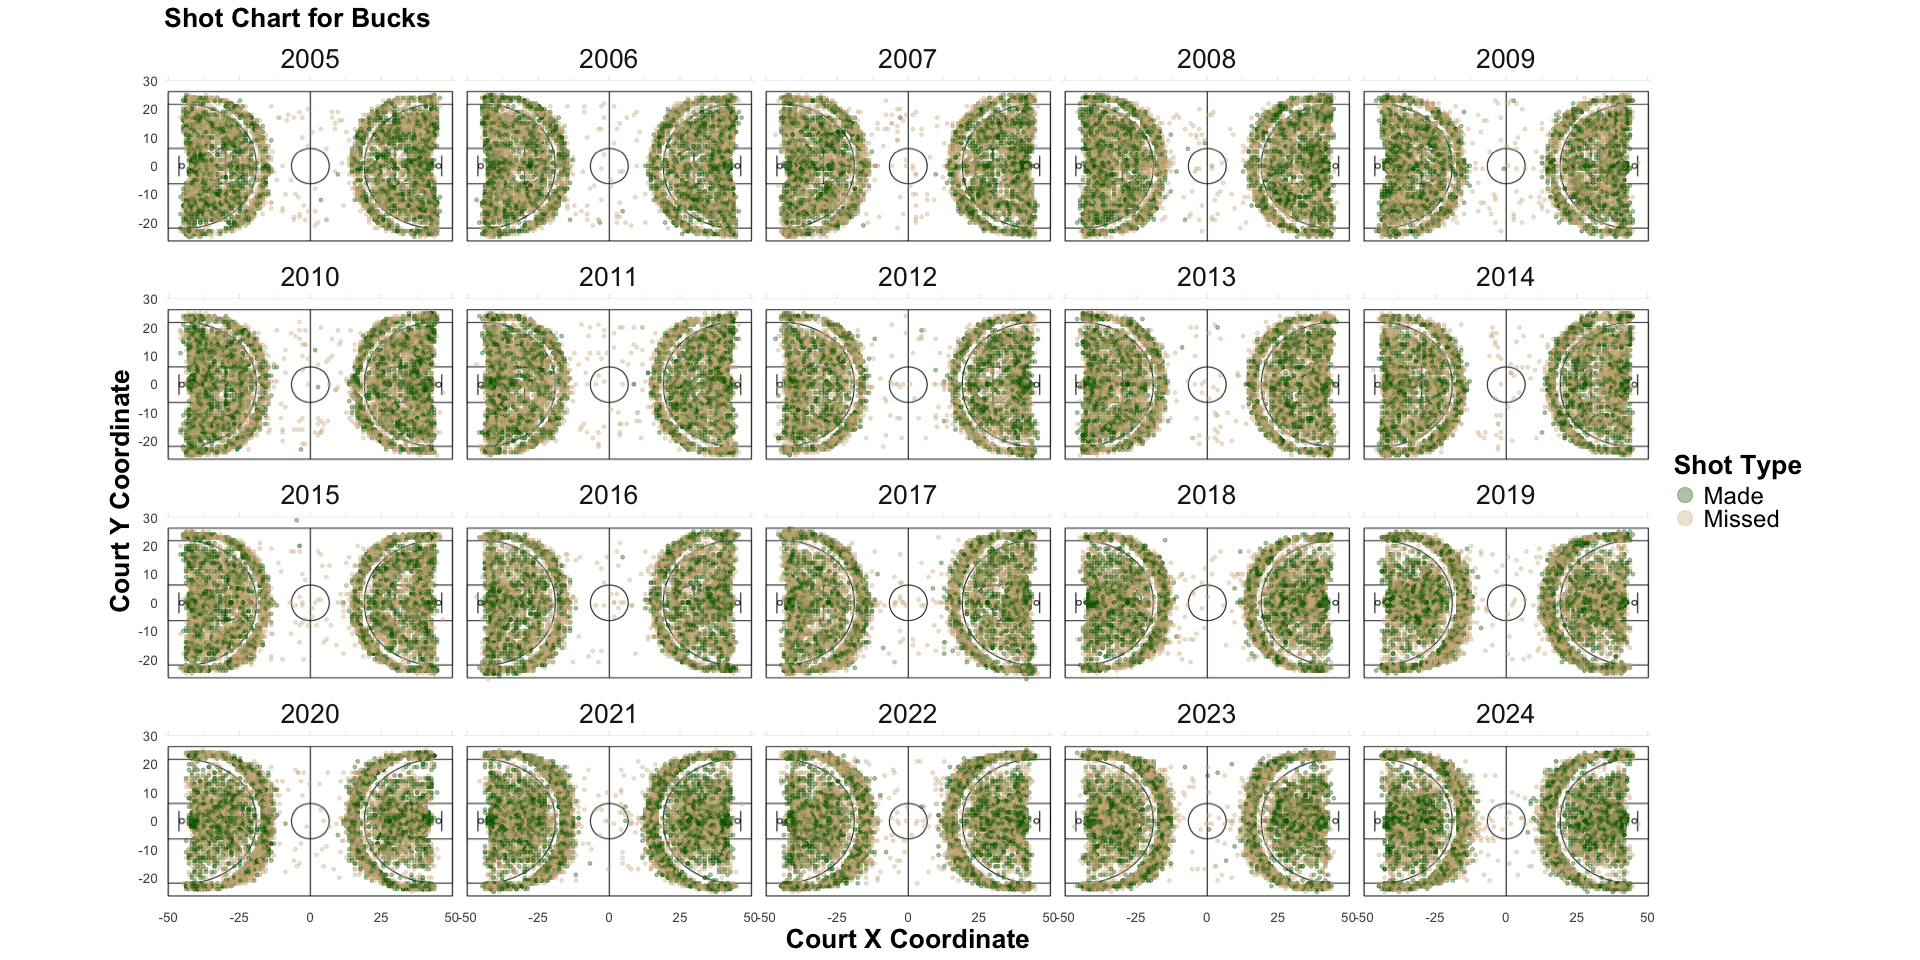 Shot Chart for Bucks
2005 2006 2007 2008 2009
30
20
10
0
-10
-20
2010 2011 2012 2013 2014
30
20
10
0
-10
-20
2015 2016 2017 2018 2019
30
20
10
0
-10
-20
2020 2021 2022 2023 2024
30
20
10
0
-10
-20
-50 -25 0 25 50 -50 -25 0 25 50 -50 -25 0 25 50 -50 -25 0 25 50 -50 -25 0 25 50
Court X Coordinate
Court Y Coordinate
Shot Type
Made
Missed